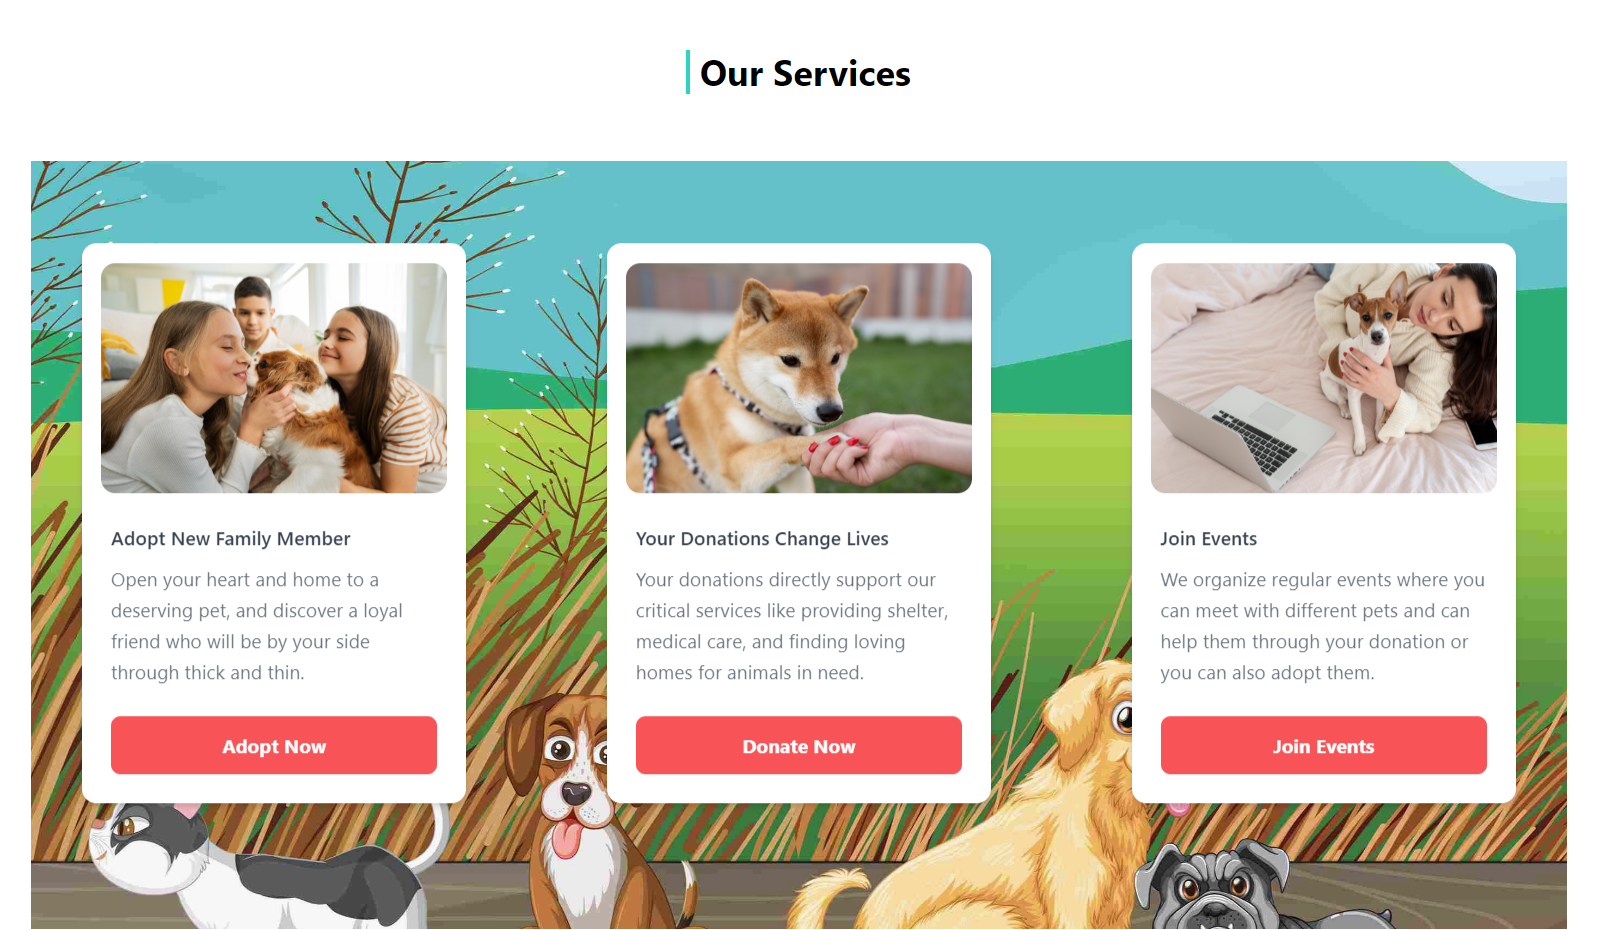 Our Services
Adopt New Family Member
Open your heart and home to a
deserving pet, and discover a loyal
friend who will be by your side
through thick and thin.
Adopt Now
Your Donations Change Lives
Your donations directly support our
critical services like providing shelter,
medical care, and finding loving
homes for animals in need.
Donate Now
Join Events
We organize regular events where you
can meet with different pets and can
help them through your donation or
you can also adopt them.
Join Events